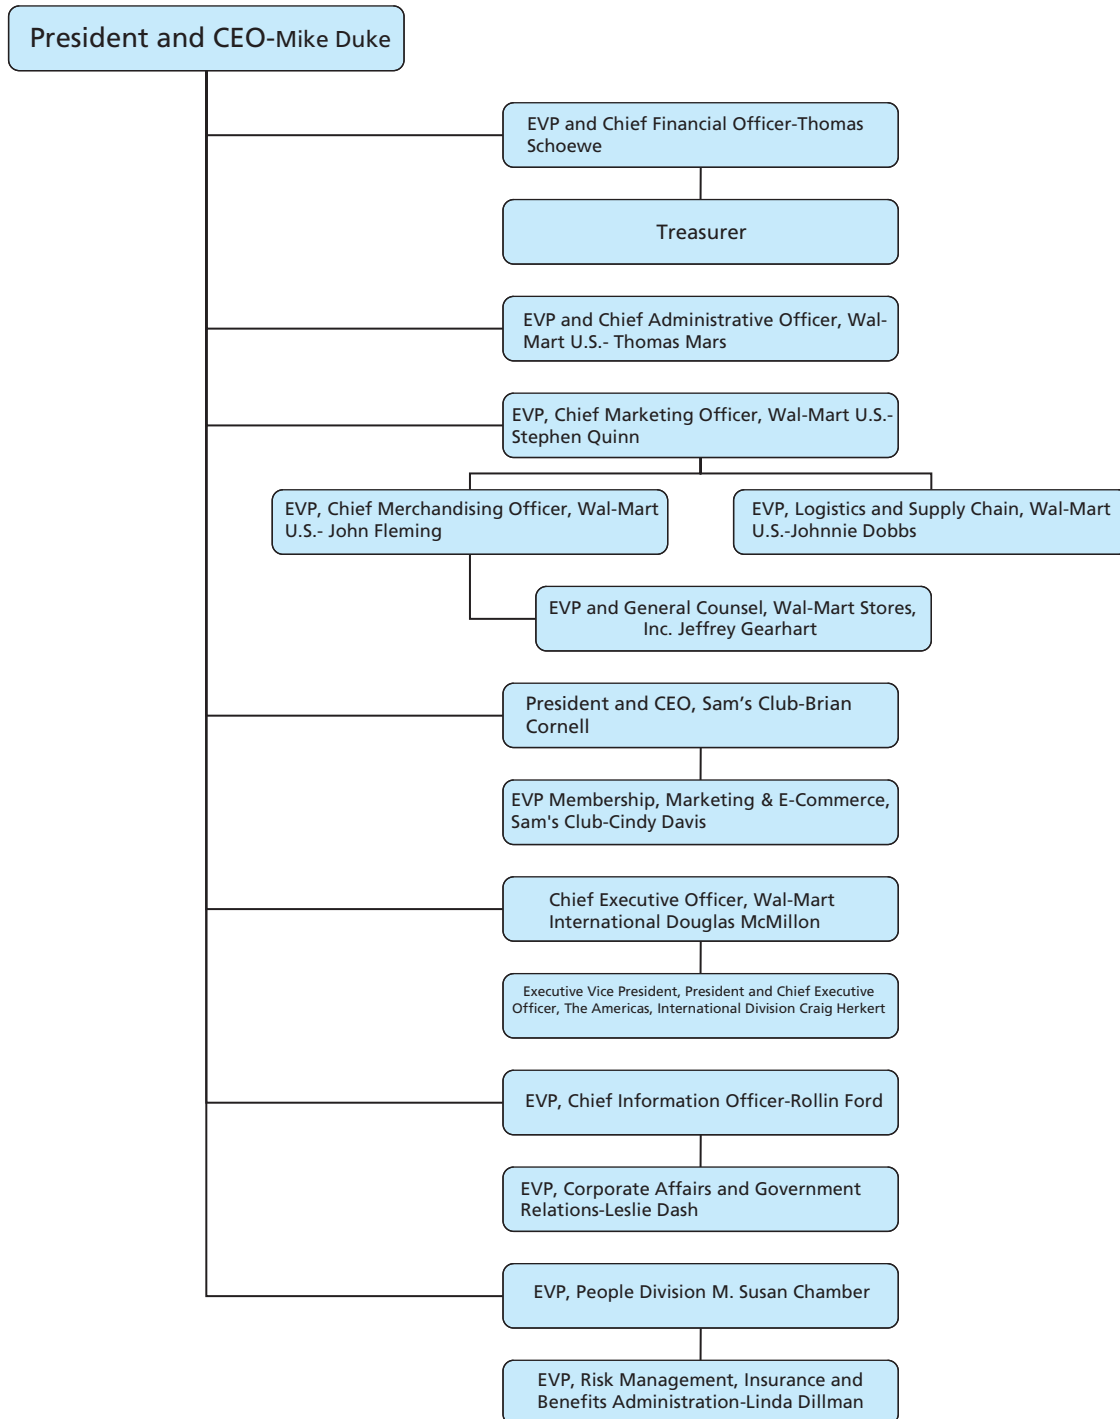 President and CEO-Mike Duke
EVP and Chief Financial Officer-Thomas
Schoewe
Treasurer
EVP and Chief Administrative Officer, Wal-
Mart U.S.- Thomas Mars
EVP, Chief Marketing Officer, Wal-Mart U.S.-
Stephen Quinn
EVP, Chief Merchandising Officer, Wal-Mart
U.S.- John Fleming
EVP, Logistics and Supply Chain, Wal-Mart
U.S.-Johnnie Dobbs
EVP and General Counsel, Wal-Mart Stores,
Inc. Jeffrey Gearhart
President and CEO, Sam’s Club-Brian
Cornell
EVP Membership, Marketing & E-Commerce,
Sam's Club-Cindy Davis
Chief Executive Officer, Wal-Mart
International Douglas McMillon
Executive Vice President, President and Chief Executive
Officer, The Americas, International Division Craig Herkert
EVP, Chief Information Officer-Rollin Ford
EVP, Corporate Affairs and Government
Relations-Leslie Dash
EVP, People Division M. Susan Chamber
EVP, Risk Management, Insurance and
Benefits Administration-Linda Dillman